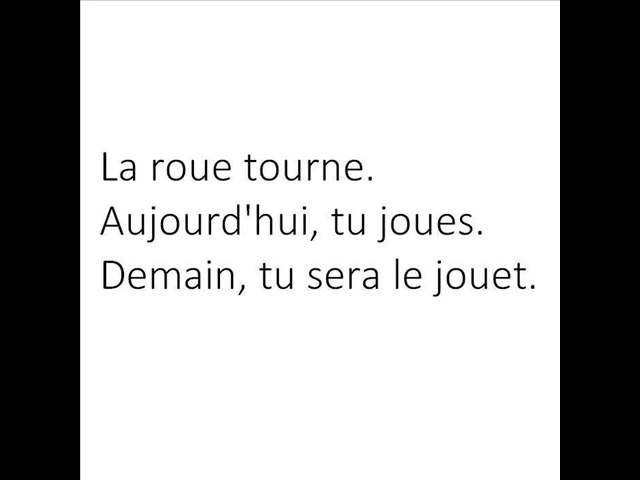 La roue tourne.
Aujourd'hui, tu joues.
Demain, tu sera le jouet.